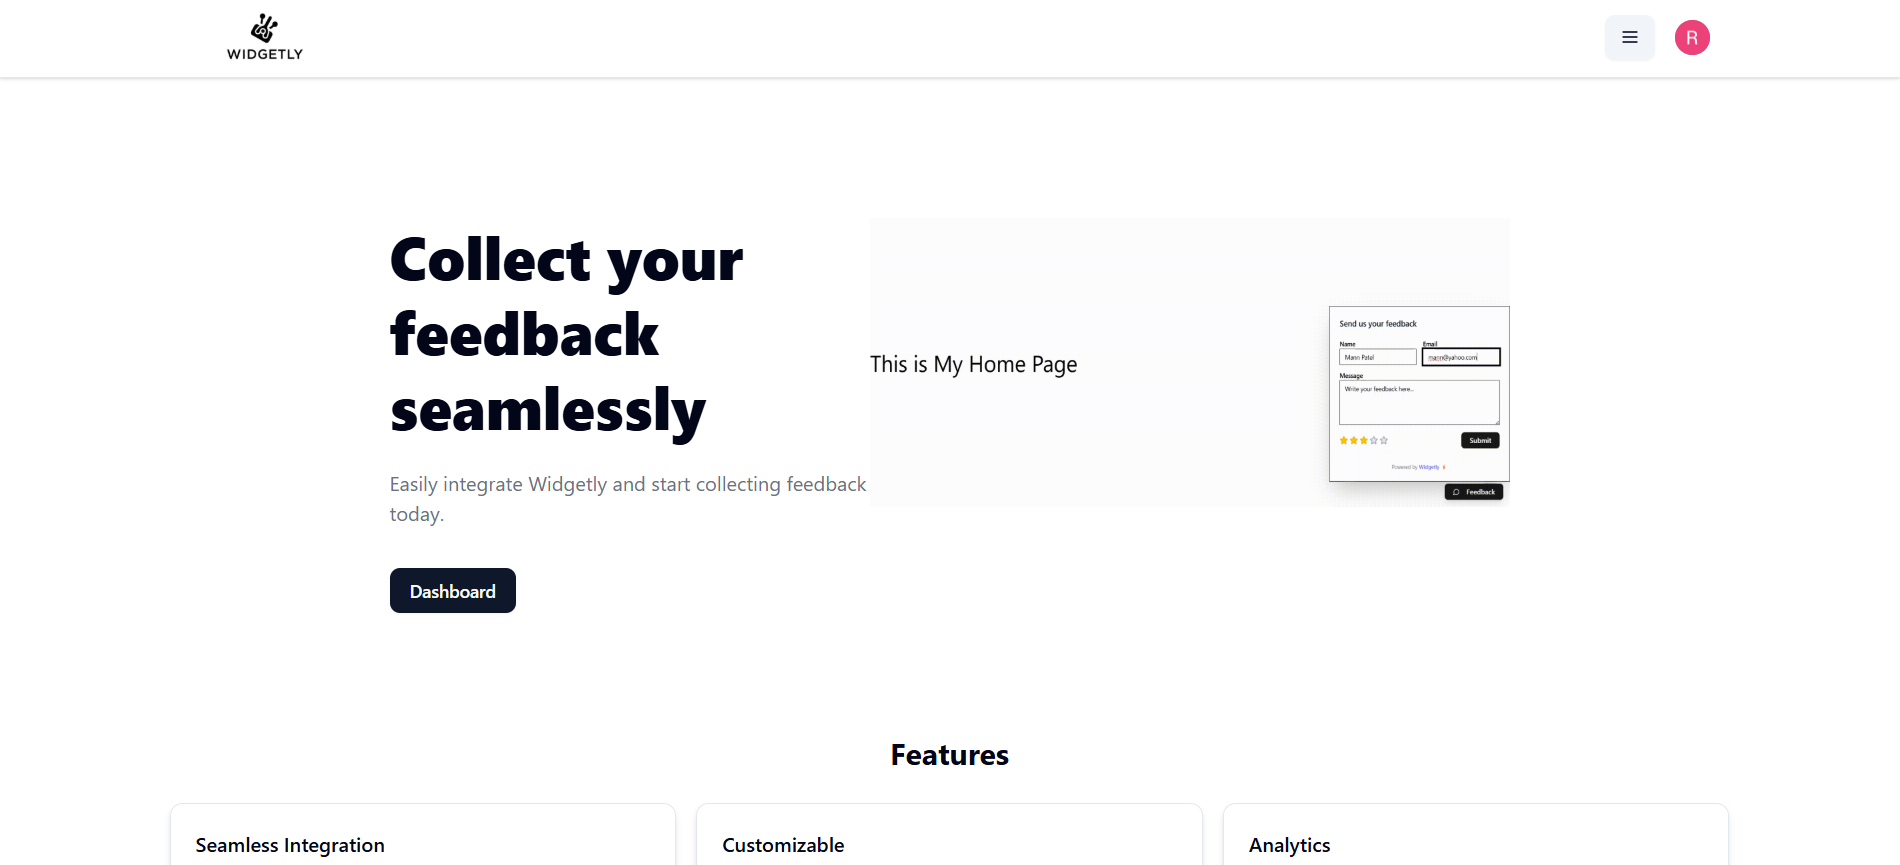 WIDGETLY
R
Collect your
feedback
seamlessly
Easily integrate Widgetly and start collecting feedback
today.
Dashboard
This is My Home Page
Send us your feedback
Name Email
Mann Patel mann@yahoo.com
Message
Write your feedback here...
Submit
Powered by Widgetly
Feedback
Features
Seamless Integration
Customizable
Analytics